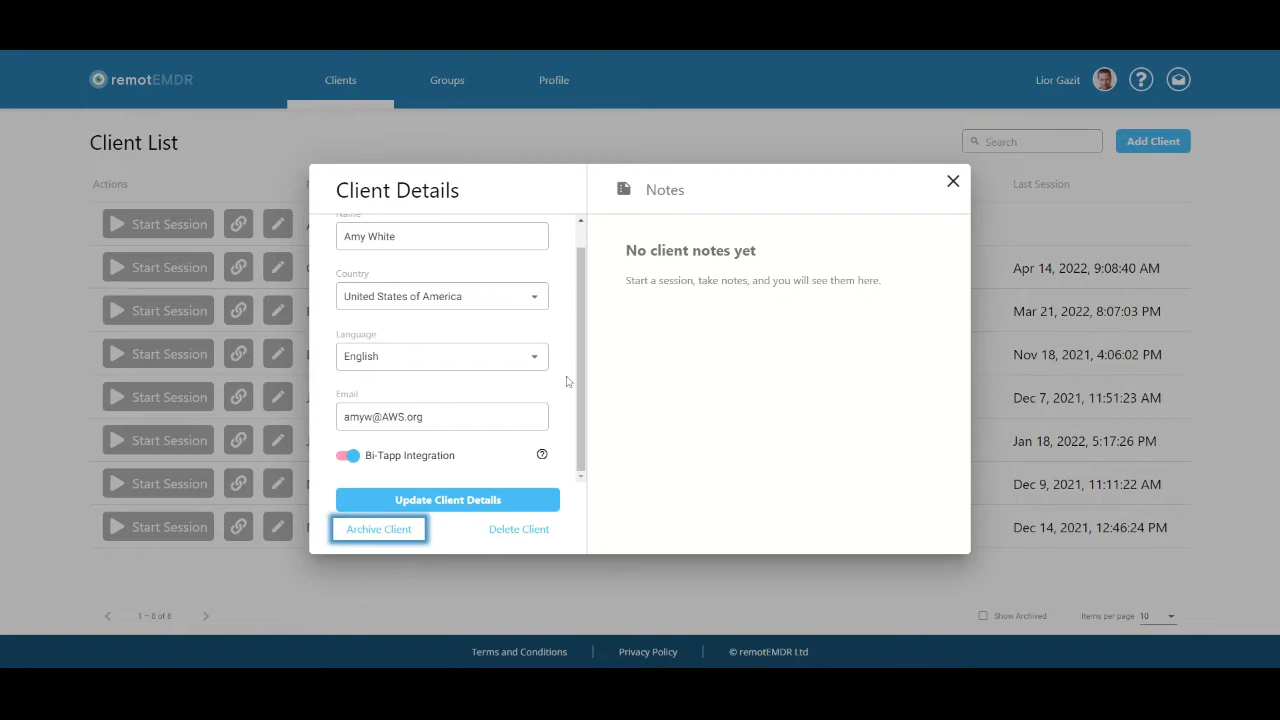 remotEMDR
Clients
Groups
Profile
Lior Gazit
?
Client List
Search
Add Client
Actions
Last Session
Client Details
Notes
Name
Amy White
Country
United States of America
Language
English
Email
amyw@AWS.org
Bi-Tapp Integration
?
Update Client Details
Archive Client
Delete Client
No client notes yet
Start a session, take notes, and you will see them here.
Start Session
Start Session
Apr 14, 2022, 9:08:40 AM
Start Session
Mar 21, 2022, 8:07:03 PM
Start Session
Nov 18, 2021, 4:06:02 PM
Start Session
Dec 7, 2021, 11:51:23 AM
Start Session
Jan 18, 2022, 5:17:26 PM
Start Session
Dec 9, 2021, 11:11:22 AM
Start Session
Dec 14, 2021, 12:46:24 PM
1 – 8 of 8
Show Archived
Items per page 10
Terms and Conditions | Privacy Policy | © remotEMDR Ltd